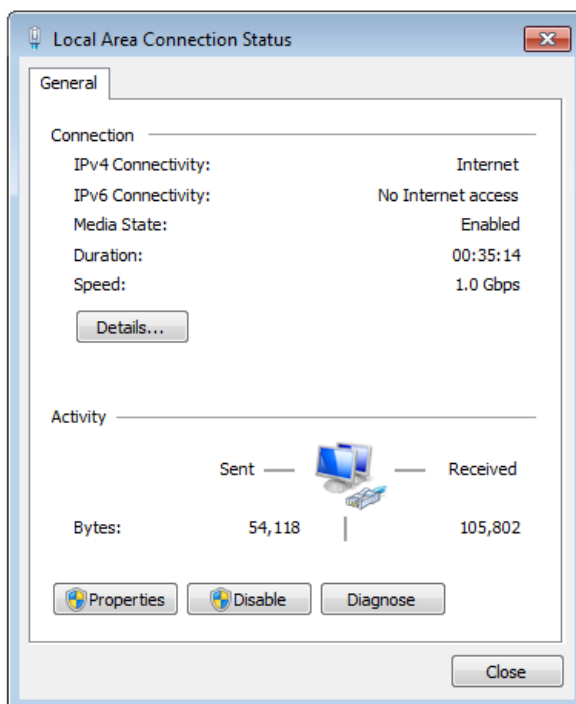 Local Area Connection Status
General
Connection
IPv4 Connectivity: Internet
IPv6 Connectivity: No Internet access
Media State: Enabled
Duration: 00:35:14
Speed: 1.0 Gbps
Details...
Activity
Sent Received
Bytes: 54,118 105,802
Properties Disable Diagnose
Close